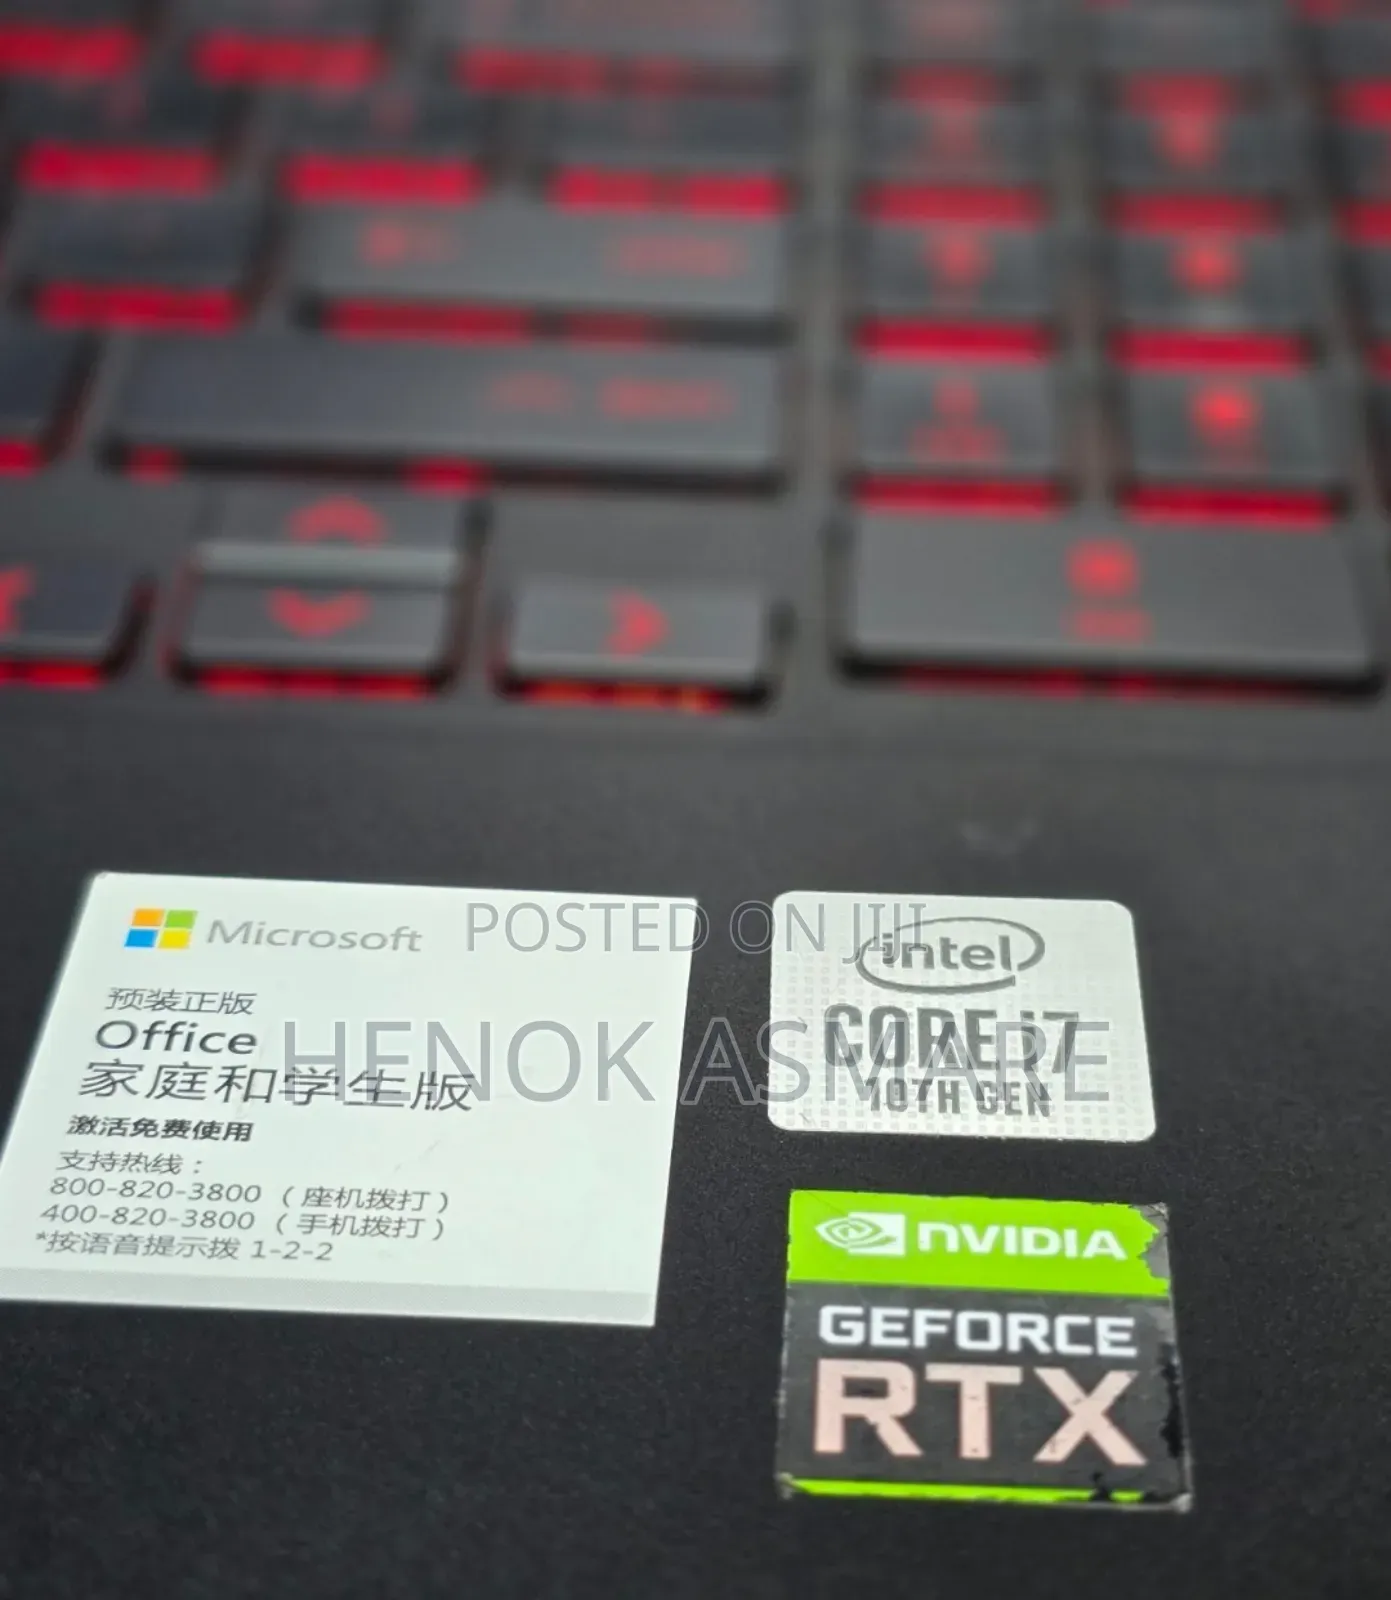 Microsoft
预装正版
Office
家庭和学生版
激活免费使用
支持热线：
800-820-3800 （座机拨打）
400-820-3800 （手机拨打）
*按语音提示拨 1-2-2
POSTED ON JIJI
HENOK ASMARE
intel
CORE i7
10TH GEN
NVIDIA
GEFORCE
RTX